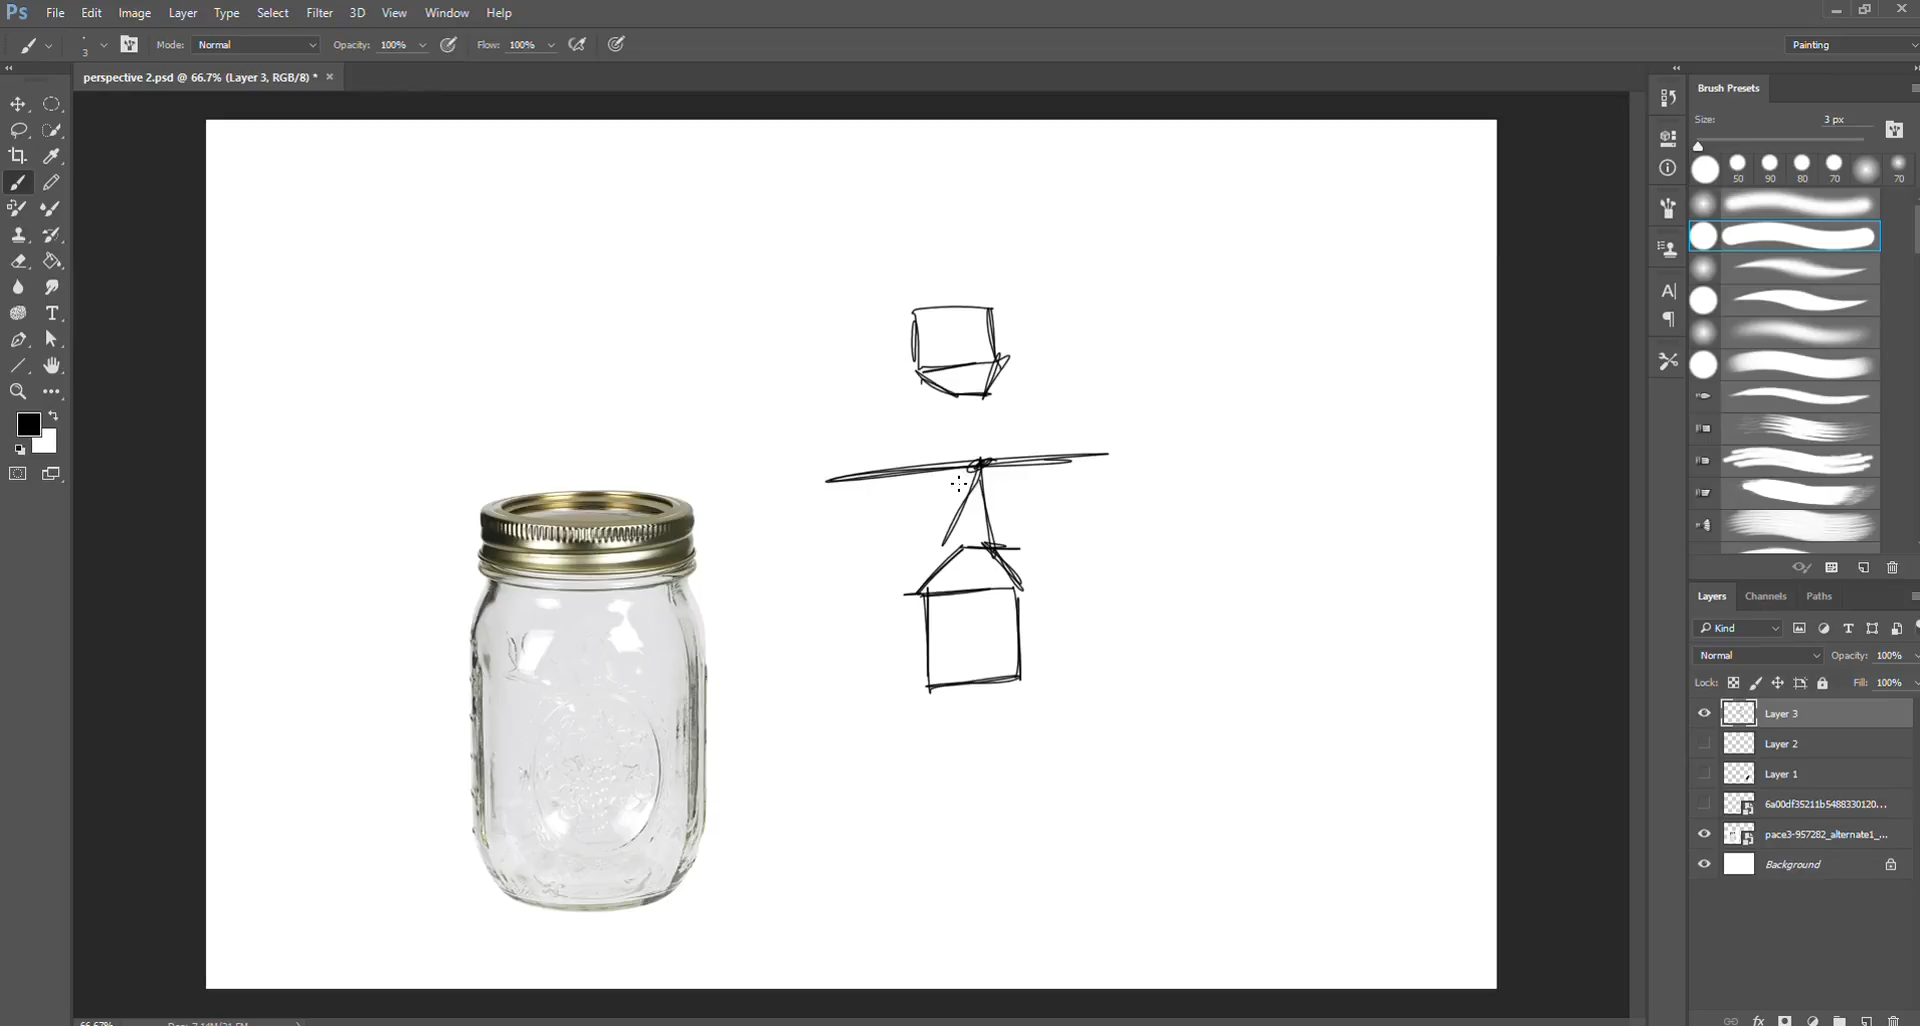 Ps File Edit Image Layer Type Select Filter 3D View Window Help
3 Mode: Normal Opacity: 100% Flow: 100% Painting
perspective 2.psd @ 66.7% (Layer 3, RGB/8) * ×
Brush Presets
Size: 3 px
50 90 80 70 70
Layers Channels Paths
Kind
Normal Opacity: 100%
Lock: Fill: 100%
Layer 3
Layer 2
Layer 1
6a00df35211b5488330120...
pace3-957282_alternate1_...
Background
fx